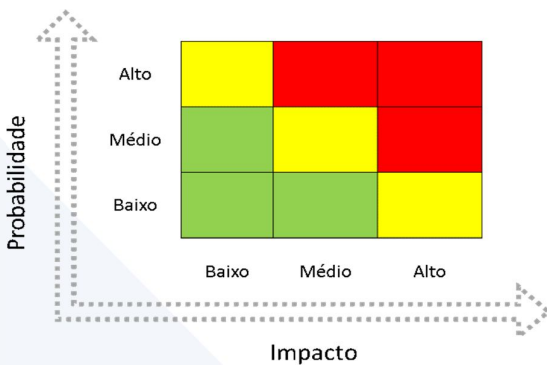 Probabilidade
Alto
Médio
Baixo
Baixo Médio Alto
Impacto